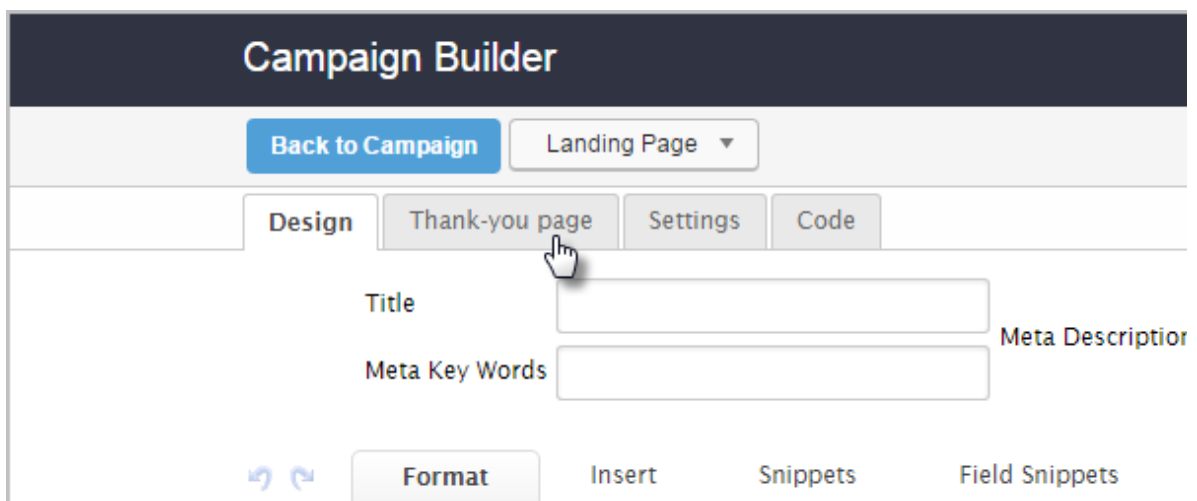 Campaign Builder
Back to Campaign Landing Page
Design Thank-you page Settings Code
Title
Meta Description
Meta Key Words
Format Insert Snippets Field Snippets